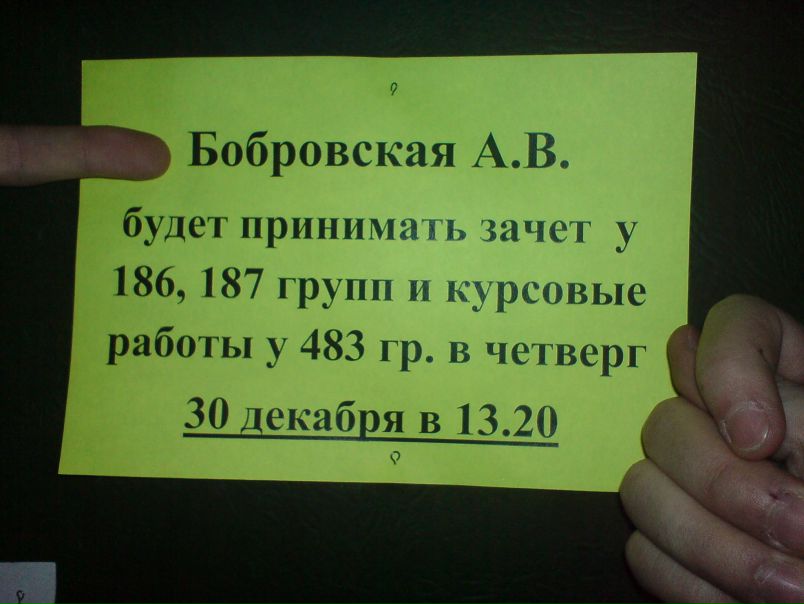 Бобровская А.В.
будет принимать зачет у
186, 187 групп и курсовые
работы у 483 гр. в четверг
30 декабря в 13.20